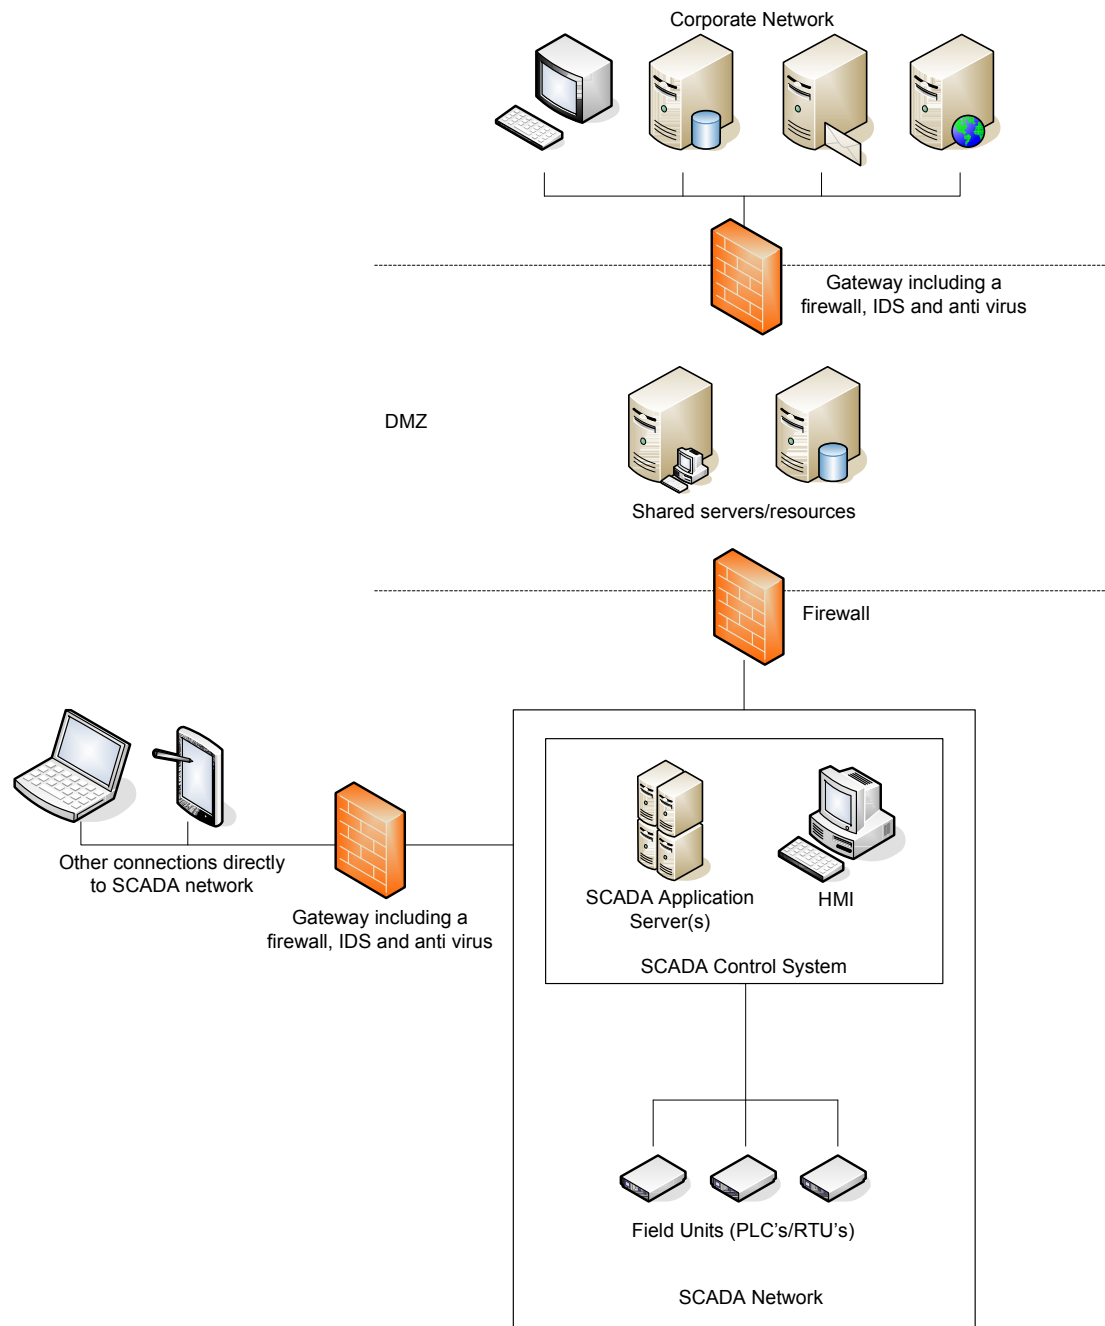 Corporate Network
Gateway including a
firewall, IDS and anti virus
DMZ
Shared servers/resources
Firewall
Other connections directly
to SCADA network
Gateway including a
firewall, IDS and anti virus
SCADA Application
Server(s)
HMI
SCADA Control System
Field Units (PLC's/RTU's)
SCADA Network